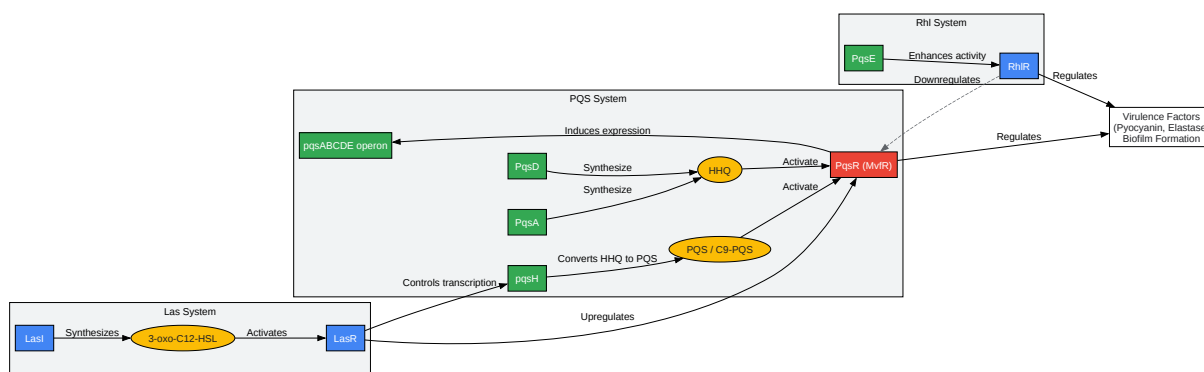 Rhl System
PqsE
Enhances activity
RhlR
Downregulates
Regulates
PQS System
Virulence Factors
(Pyocyanin, Elastase
Biofilm Formation
pqsABCDE operon
Induces expression
Regulates
PqsD
Synthesize
HHQ
Activate
PqsR (MvfR)
Synthesize
Activate
PqsA
PQS / C9-PQS
Converts HHQ to PQS
pqsH
Controls transcription
Las System
Upregulates
LasI
Synthesizes
3-oxo-C12-HSL
Activates
LasR